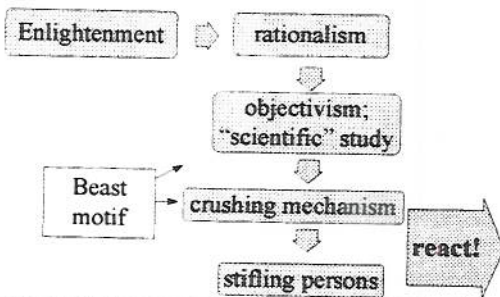 Enlightenment
rationalism
objectivism;
“scientific” study
Beast
motif
crushing mechanism
react!
stifling persons